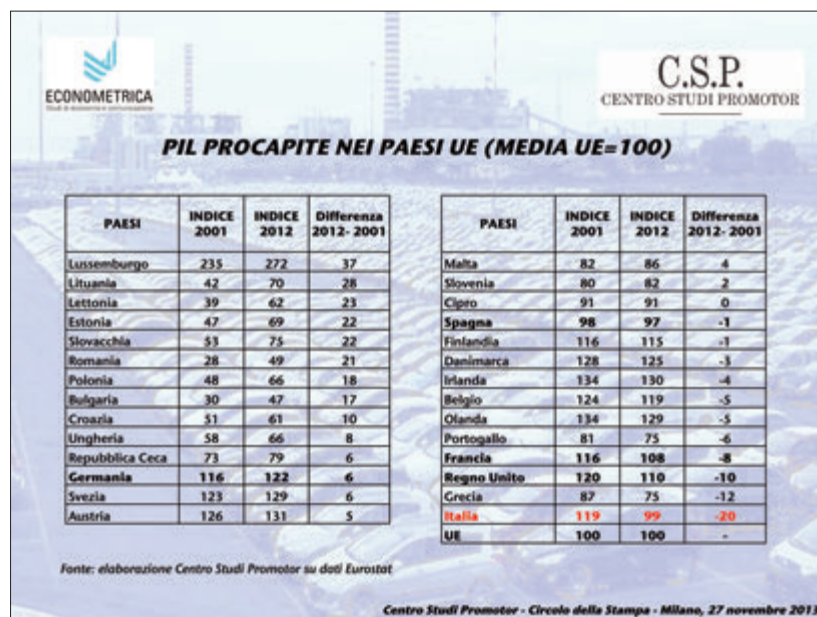 ECONOMETRICA
C.S.P.
CENTRO STUDI PROMOTOR
PIL PROCAPITE NEI PAESI UE (MEDIA UE=100)
PAESI INDICE 2001 INDICE 2012 Differenza 2012- 2001
Lussemburgo 235 272 37
Lituania 42 70 28
Lettonia 39 62 23
Estonia 47 69 22
Slovacchia 53 75 22
Romania 28 49 21
Polonia 48 66 18
Bulgaria 30 47 17
Croazia 51 61 10
Ungheria 58 66 8
Repubblica Ceca 73 79 6
Germania 116 122 6
Svezia 123 129 6
Austria 126 131 5
PAESI INDICE 2001 INDICE 2012 Differenza 2012- 2001
Malta 82 86 4
Slovenia 80 82 2
Cipro 91 91 0
Spagna 98 97 -1
Finlandia 116 115 -1
Danimarca 128 125 -3
Irlanda 134 130 -4
Belgio 124 119 -5
Olanda 134 129 -5
Portogallo 81 75 -6
Francia 116 108 -8
Regno Unito 120 110 -10
Grecia 87 75 -12
Italia 119 99 -20
UE 100 100 -
Fonte: elaborazione Centro Studi Promotor su dati Eurostat
Centro Studi Promotor - Circolo della Stampa - Milano, 27 novembre 2013